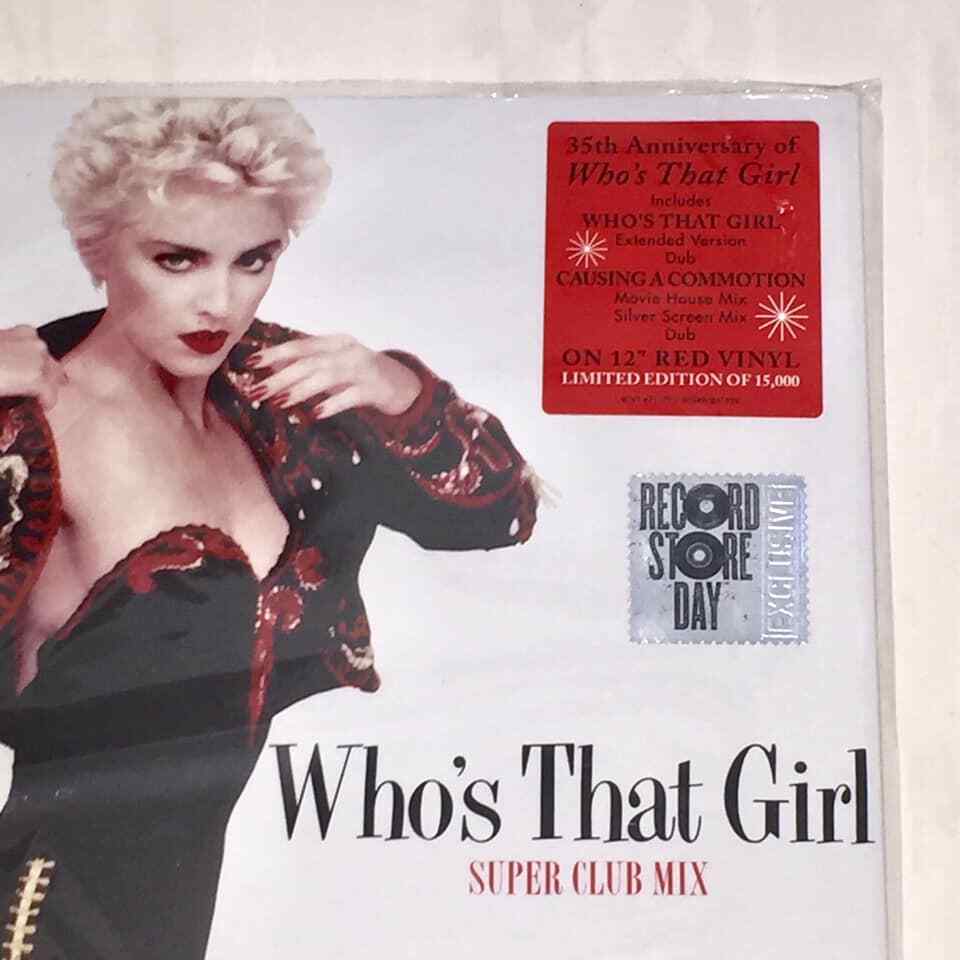 35th Anniversary of
Who's That Girl
Includes
WHO'S THAT GIRL
Extended Version
Dub
CAUSING A COMMOTION
Movie House Mix
Silver Screen Mix
Dub
ON 12" RED VINYL
LIMITED EDITION OF 15,000
RECORD
STORE
DAY
EXCLUSIVE
Who's That Girl
SUPER CLUB MIX